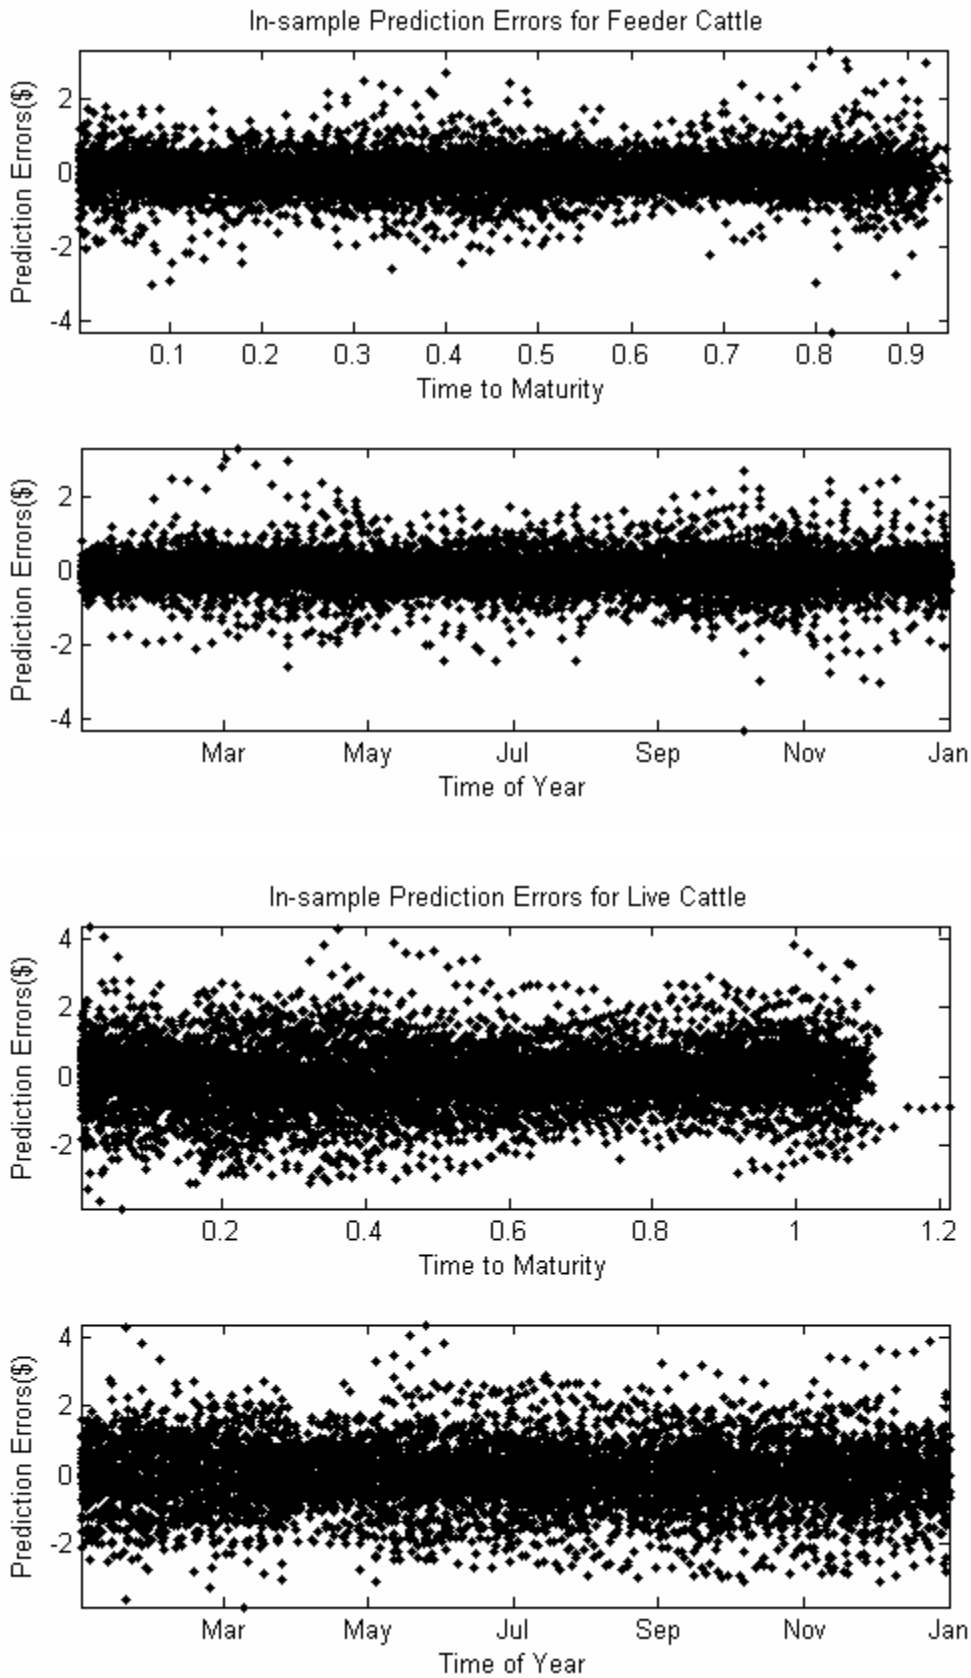 In-sample Prediction Errors for Feeder Cattle
Prediction Errors($)
2
0
-2
-4
0.1 0.2 0.3 0.4 0.5 0.6 0.7 0.8 0.9
Time to Maturity
Prediction Errors($)
2
0
-2
-4
Mar May Jul Sep Nov Jan
Time of Year
In-sample Prediction Errors for Live Cattle
Prediction Errors($)
4
2
0
-2
0.2 0.4 0.6 0.8 1 1.2
Time to Maturity
Prediction Errors($)
4
2
0
-2
Mar May Jul Sep Nov Jan
Time of Year